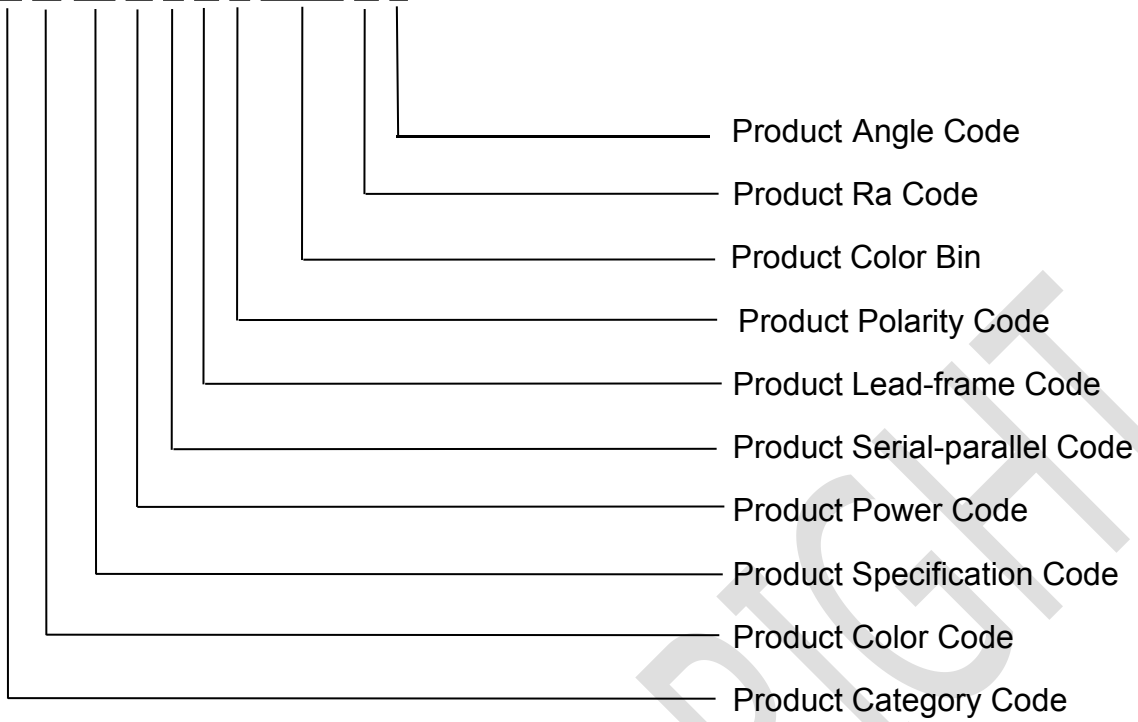 Product Angle Code
Product Ra Code
Product Color Bin
Product Polarity Code
Product Lead-frame Code
Product Serial-parallel Code
Product Power Code
Product Specification Code
Product Color Code
Product Category Code